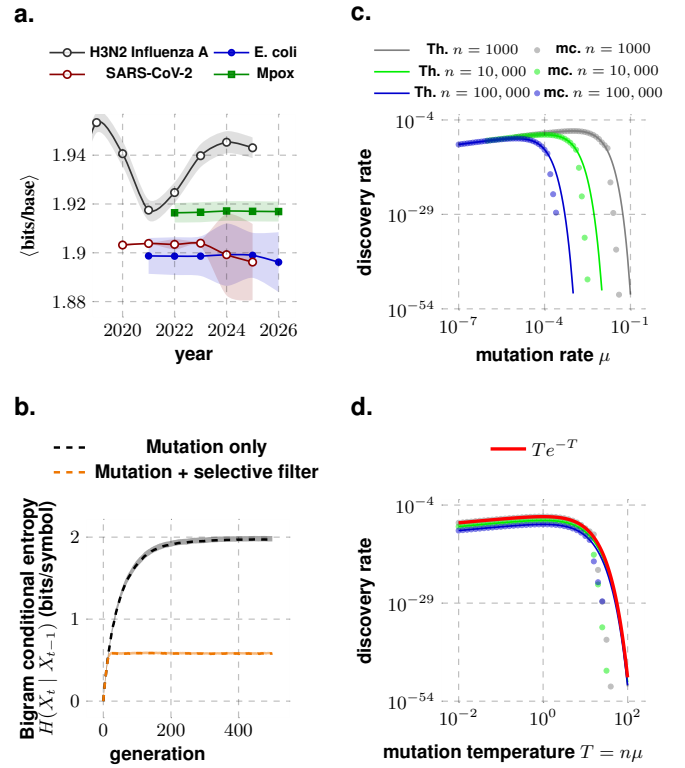 a.
H3N2 Influenza A
E. coli
SARS-CoV-2
Mpox
1.94
1.92
1.9
1.88
⟨bits/base⟩
2020 2022 2024 2026
year
b.
Mutation only
Mutation + selective filter
Bigram conditional entropy
H(X_t | X_{t−1}) (bits/symbol)
2
1
0
0 200 400
generation
c.
Th. n = 1000 mc. n = 1000
Th. n = 10,000 mc. n = 10,000
Th. n = 100,000 mc. n = 100,000
discovery rate
10^{−4}
10^{−29}
10^{−54}
10^{−7} 10^{−4} 10^{−1}
mutation rate μ
d.
Te^{−T}
discovery rate
10^{−4}
10^{−29}
10^{−54}
10^{−2} 10^{0} 10^{2}
mutation temperature T = nμ